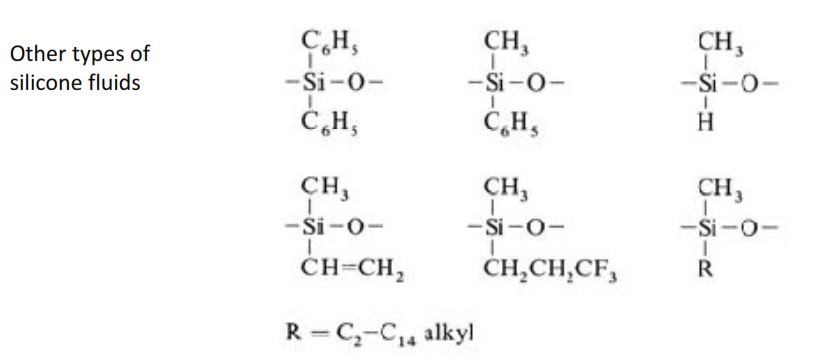 Other types of
silicone fluids
C₆H₅ CH₃ CH₃
–Si–O– –Si–O– –Si–O–
C₆H₅ C₆H₅ H
CH₃ CH₃ CH₃
–Si–O– –Si–O– –Si–O–
CH=CH₂ CH₂CH₂CF₃ R
R = C₂–C₁₄ alkyl